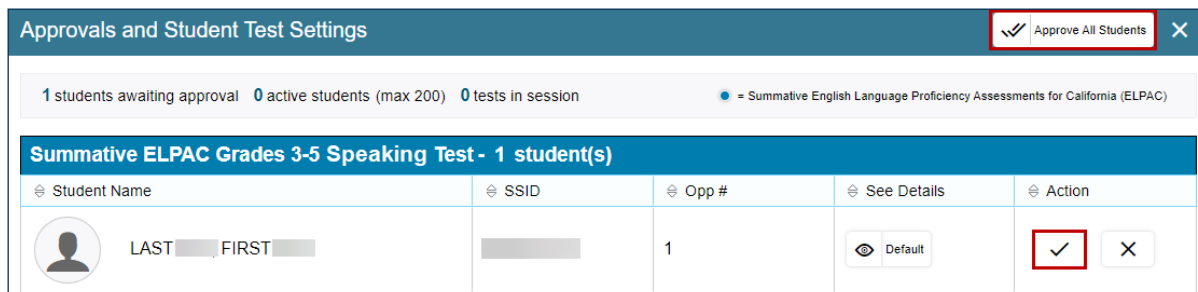 Approvals and Student Test Settings Approve All Students
1 students awaiting approval 0 active students (max 200) 0 tests in session = Summative English Language Proficiency Assessments for California (ELPAC)
Summative ELPAC Grades 3-5 Speaking Test - 1 student(s)
Student Name SSID Opp # See Details Action
LAST , FIRST 1 Default